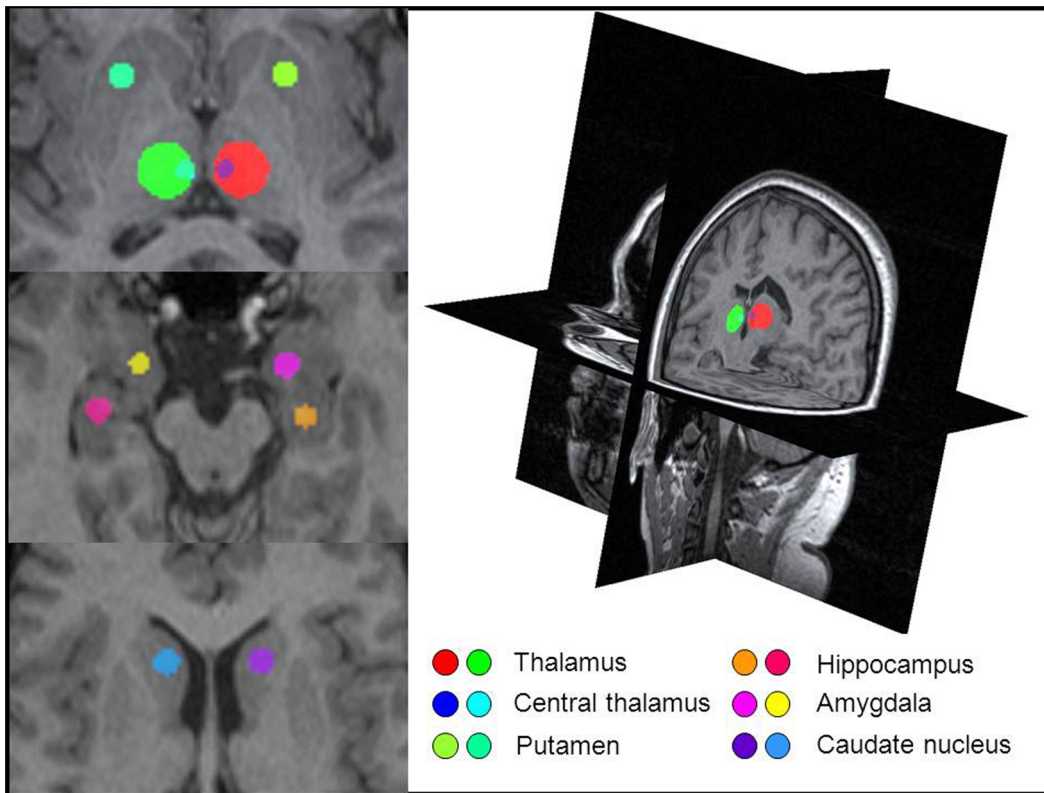 Thalamus
Central thalamus
Putamen
Hippocampus
Amygdala
Caudate nucleus